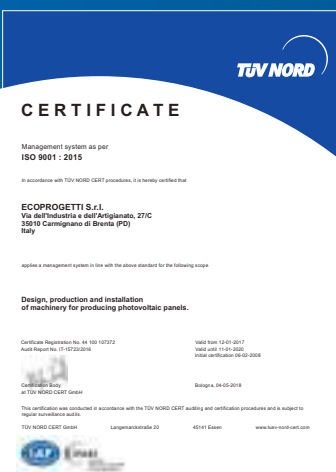 TÜV NORD
CERTIFICATE
Management system as per
ISO 9001 : 2015
In accordance with TÜV NORD CERT procedures, it is hereby certified that
ECOPROGETTI S.r.l.
Via dell'Industria e dell'Artigianato, 27/C
35010 Carmignano di Brenta (PD)
Italy
applies a management system in line with the above standard for the following scope
Design, production and installation
of machinery for producing photovoltaic panels.
Certificate Registration No. 44 100 107372
Audit Report No. IT-15723/2016
Valid from 12-01-2017
Valid until 11-01-2020
Initial certification 06-02-2008
Certification Body
at TÜV NORD CERT GmbH
Bologna, 04-05-2018
This certification was conducted in accordance with the TÜV NORD CERT auditing and certification procedures and is subject to
regular surveillance audits.
TÜV NORD CERT GmbH Langemarckstraße 20 45141 Essen www.tuev-nord-cert.com
IAF